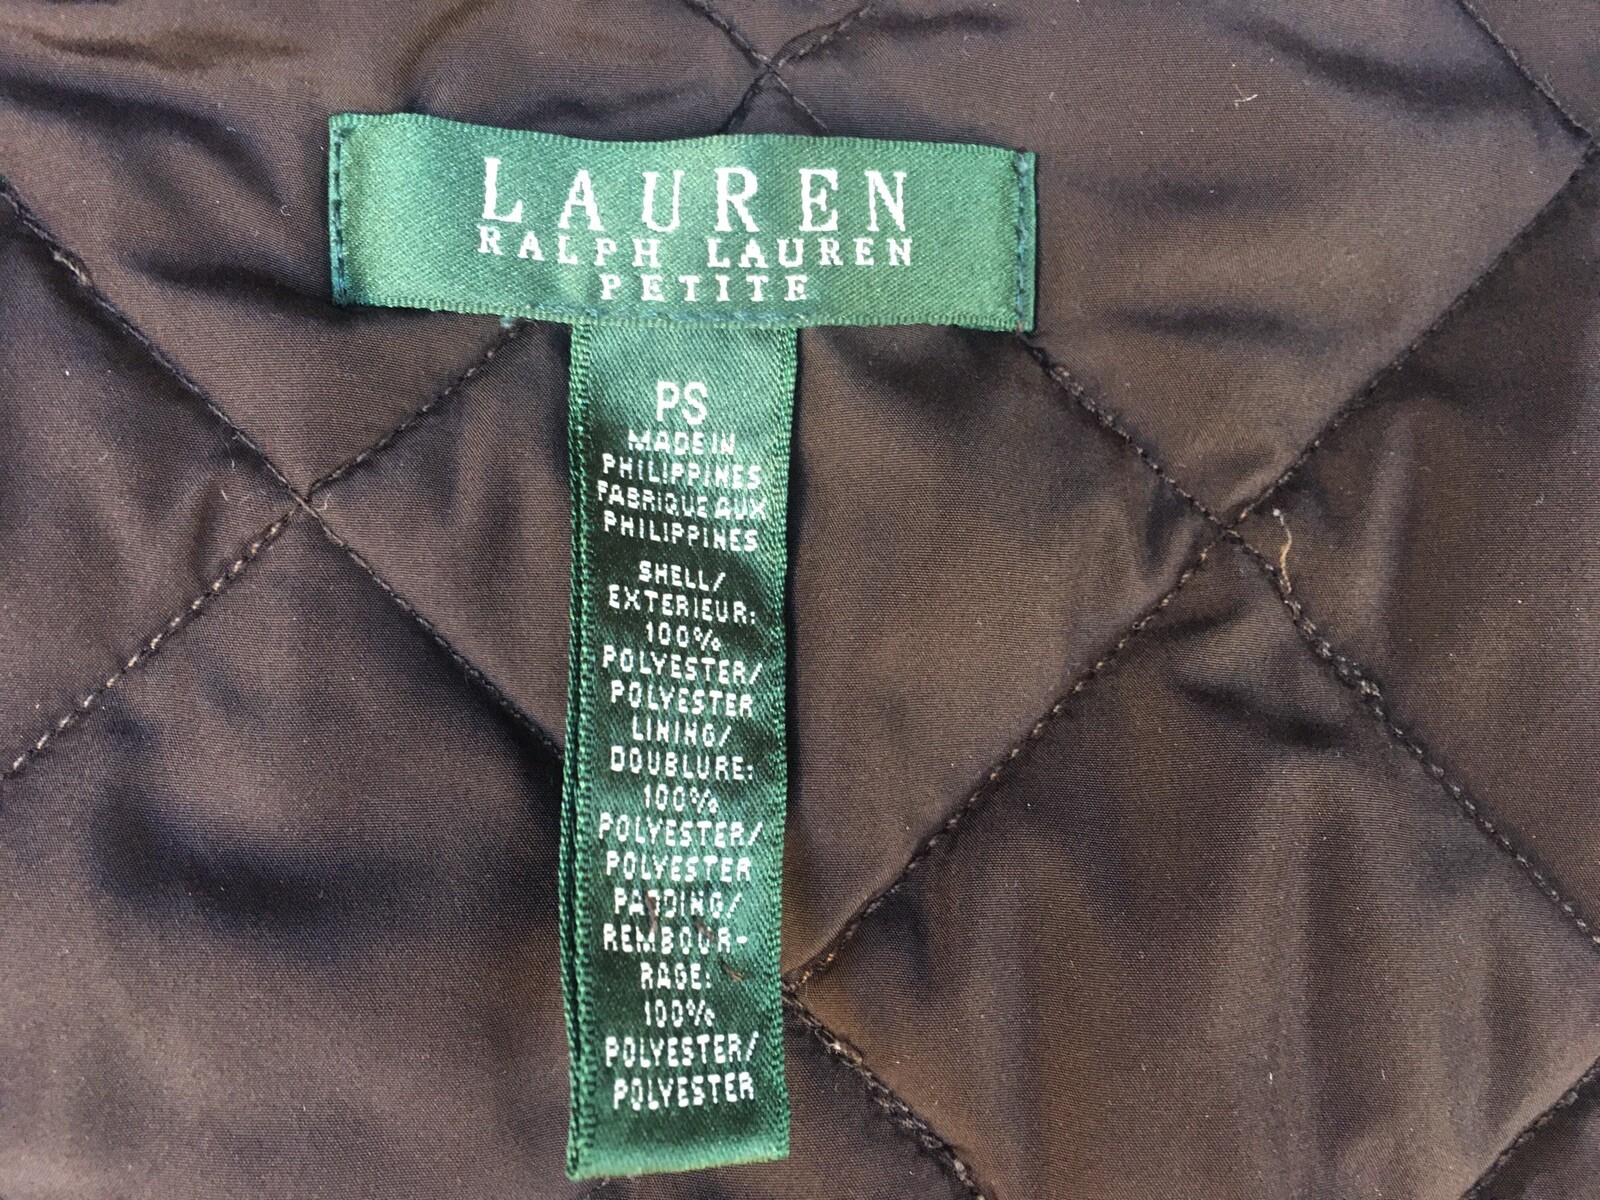 LAUREN
RALPH LAUREN
PETITE
PS
MADE IN
PHILIPPINES
FABRIQUE AUX
PHILIPPINES
SHELL/
EXTERIEUR:
100%
POLYESTER/
POLYESTER
LINING/
DOUBLURE:
100%
POLYESTER/
POLYESTER
PADDING/
REMBOUR-
RAGE:
100%
POLYESTER/
POLYESTER